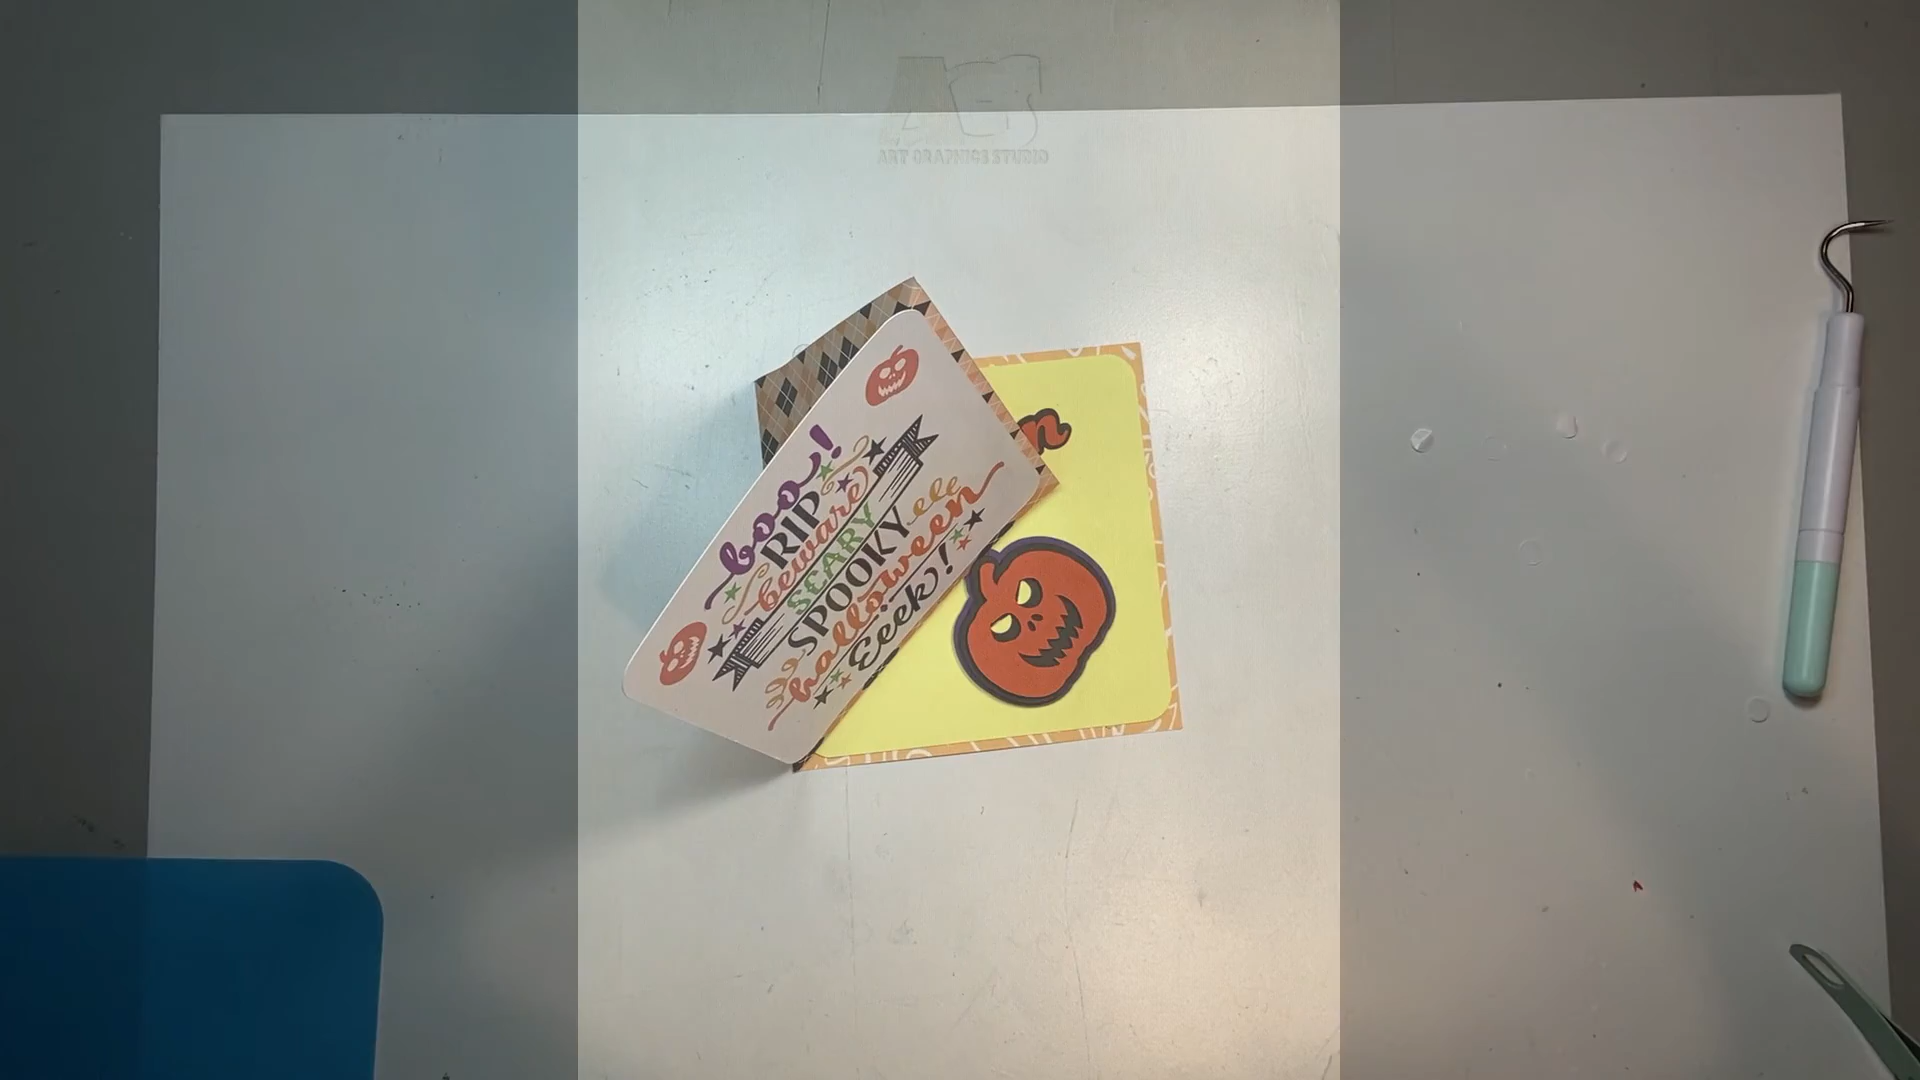 AGS
ART GRAPHICS STUDIO
boo!
RIP
beware
SCARY
SPOOKY
halloween
Eeek!
n